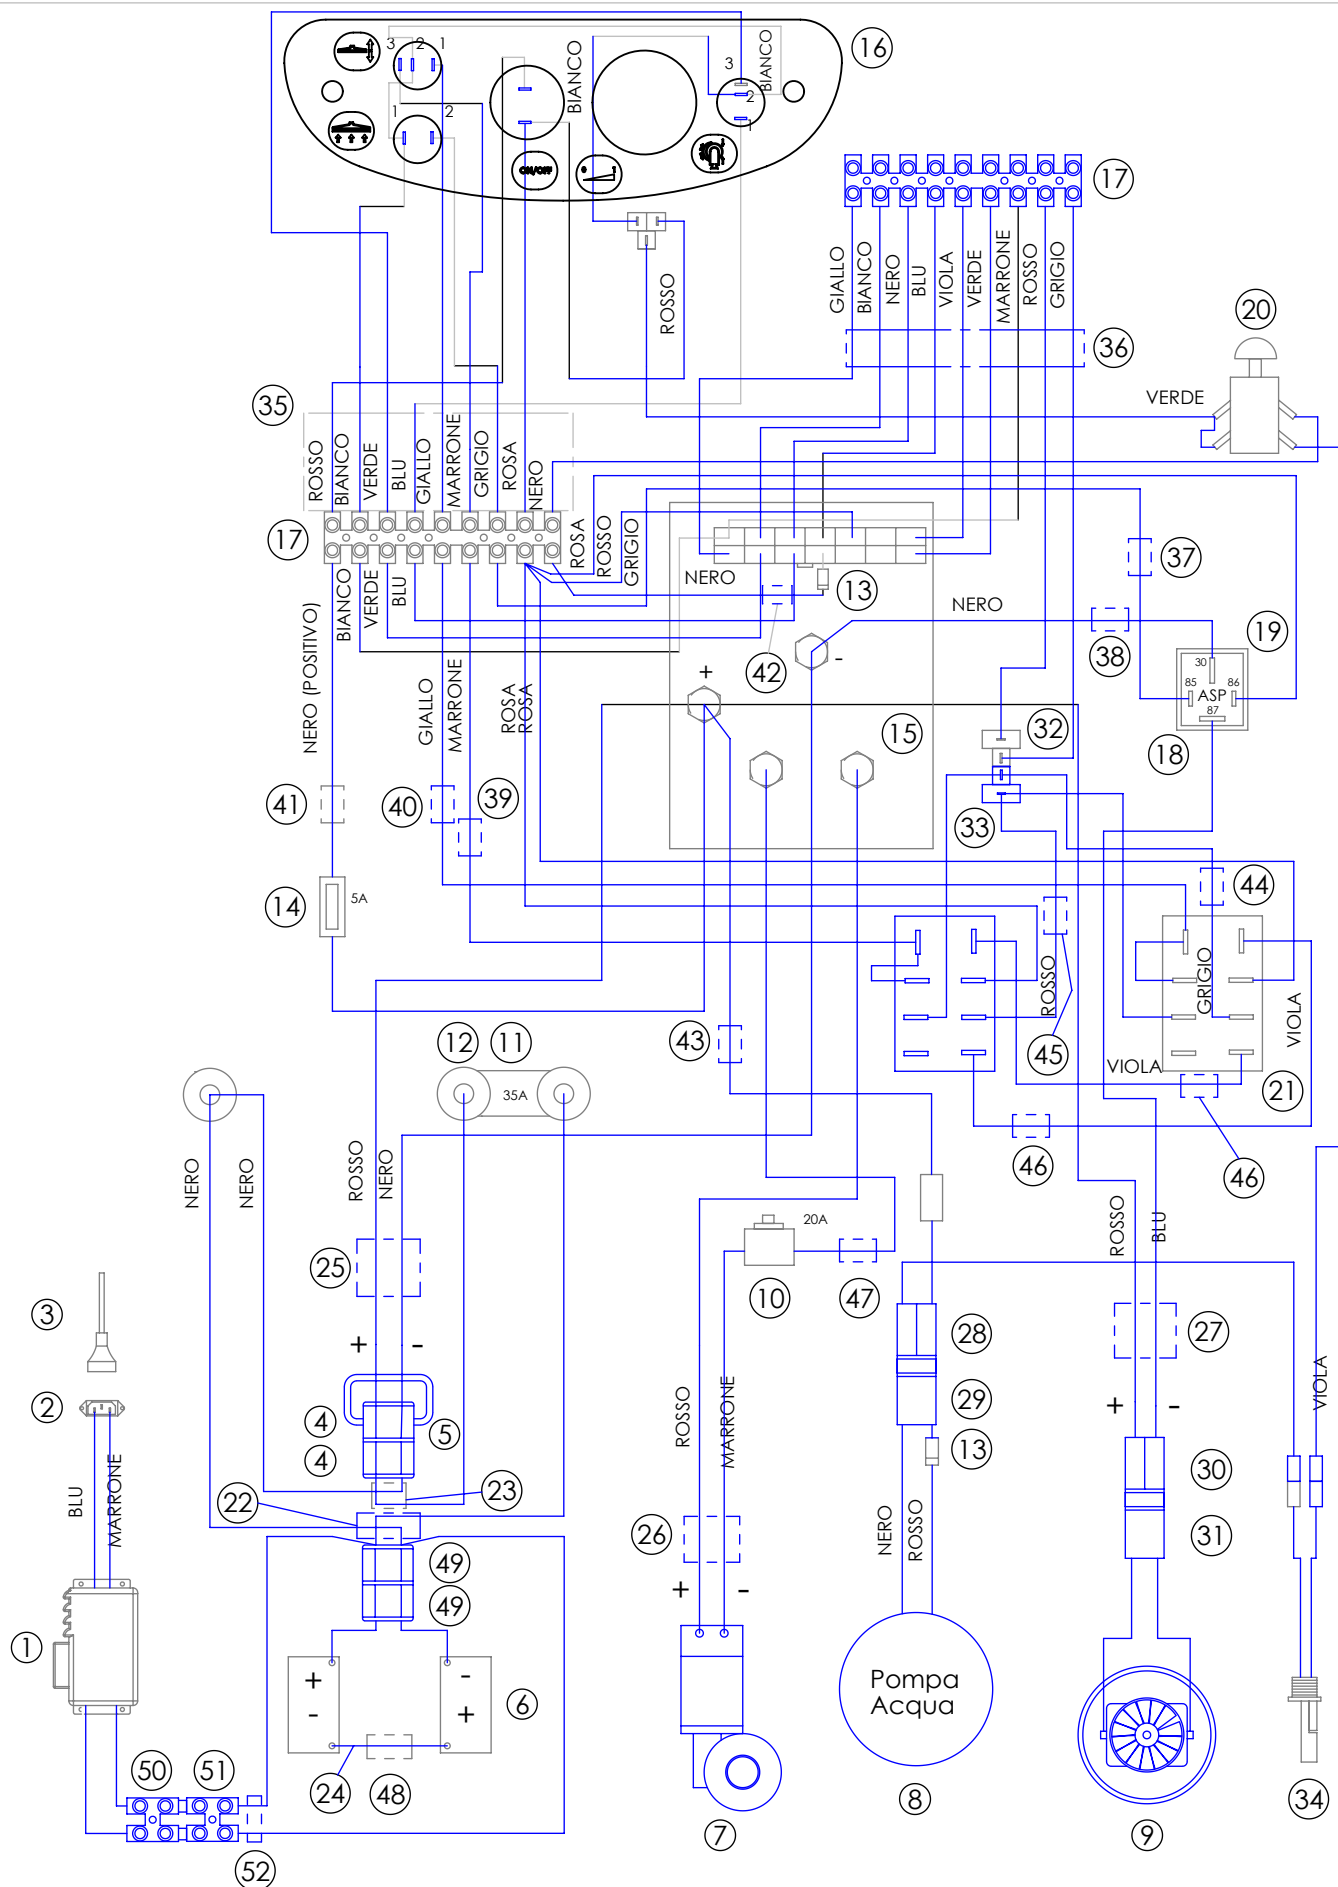 3 2 1
BIANCO
3
BIANCO
16
2
1 2
1
ON/OFF
0 1
17
GIALLO
BIANCO
NERO
BLU
VIOLA
VERDE
MARRONE
ROSSO
GRIGIO
ROSSO
20
36
VERDE
35
ROSSO
BIANCO
VERDE
BLU
GIALLO
MARRONE
GRIGIO
ROSA
NERO
17
ROSA
ROSSO
GRIGIO
37
NERO
13
NERO
BIANCO
VERDE
BLU
38
19
42
NERO (POSITIVO)
GIALLO
MARRONE
ROSA
ROSA
+
-
30
85
86
ASP
87
15
32
18
41
40
39
33
14
5A
44
GRIGIO
ROSSO
VIOLA
12
11
35A
43
45
VIOLA
21
46
46
NERO
NERO
ROSSO
NERO
20A
ROSSO
BLU
25
10
47
3
+ -
28
27
2
4
5
29
ROSSO
MARRONE
VIOLA
+ -
4
13
30
BLU
MARRONE
22
23
31
26
NERO
ROSSO
49
+ -
49
1
+
-
-
+
6
Pompa
Acqua
24
48
50
51
7
8
9
34
52